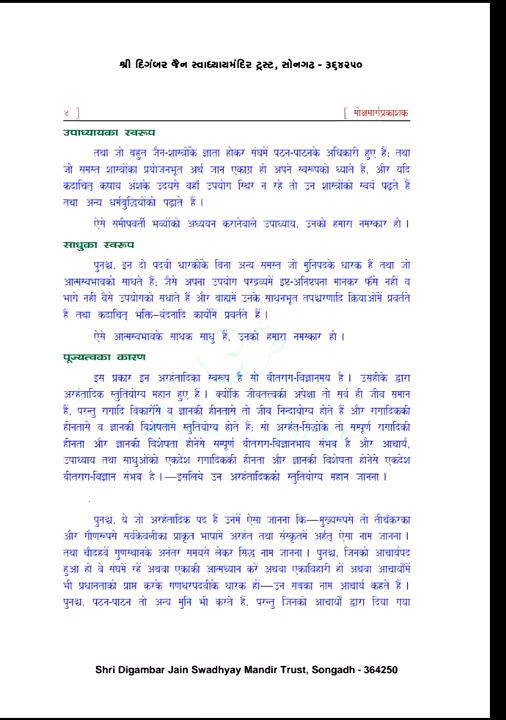 શ્રી દિગંબર જૈન સ્વાધ્યાયમંદિર ટ્રસ્ટ, સોનગઢ - ૩૬૪૨૫૦
४ ] [ मोक्षमार्गप्रकाशक
उपाध्यायका स्वरूप
तथा जो बहुत जैन-शास्त्रोंके ज्ञाता होकर संघमें पठन-पाठनके अधिकारी हुए हैं; तथा
जो समस्त शास्त्रोंका प्रयोजनभूत अर्थ जान एकाग्र हो अपने स्वरूपको ध्याते हैं, और यदि
कदाचित् कषाय अंशके उदयसे वहाँ उपयोग स्थिर न रहे तो उन शास्त्रोंको स्वयं पढ़ते हैं
तथा अन्य धर्मबुद्धियोंको पढ़ाते हैं ।
ऐसे समीपवर्ती भव्योंको अध्ययन करानेवाले उपाध्याय, उनको हमारा नमस्कार हो ।
साधुका स्वरूप
पुनश्च, इन दो पदवी धारकोंके बिना अन्य समस्त जो मुनिपदके धारक हैं तथा जो
आत्मस्वभावको साधते हैं; जैसे अपना उपयोग परद्रव्यमें इष्ट-अनिष्टपना मानकर फँसे नहीं व
भागे नहीं वैसे उपयोगको सधाते हैं और बाह्यमें उनके साधनभूत तपश्चरणादि क्रियाओंमें प्रवर्तते
हैं तथा कदाचित् भक्ति–वंदनादि कार्योंमें प्रवर्तते हैं ।
ऐसे आत्मस्वभावके साधक साधु हैं, उनको हमारा नमस्कार हो ।
पूज्यत्वका कारण
इस प्रकार इन अरहंतादिका स्वरूप है सो वीतराग-विज्ञानमय है । उसहीके द्वारा
अरहंतादिक स्तुतियोग्य महान हुए हैं । क्योंकि जीवतत्त्वकी अपेक्षा तो सर्व ही जीव समान
हैं, परन्तु रागादि विकारोंसे व ज्ञानकी हीनतासे तो जीव निन्दायोग्य होते हैं और रागादिककी
हीनतासे व ज्ञानकी विशेषतासे स्तुतियोग्य होते हैं; सो अरहंत-सिद्धोंके तो सम्पूर्ण रागादिकी
हीनता और ज्ञानकी विशेषता होनेसे सम्पूर्ण वीतराग-विज्ञानभाव संभव है और आचार्य,
उपाध्याय तथा साधुओंको एकदेश रागादिककी हीनता और ज्ञानकी विशेषता होनेसे एकदेश
वीतराग-विज्ञान संभव है ।—इसलिये उन अरहंतादिकको स्तुतियोग्य महान जानना ।
पुनश्च, ये जो अरहंतादिक पद हैं उनमें ऐसा जानना कि—मुख्यरूपसे तो तीर्थंकरका
और गौणरूपसे सर्वकेवलीका प्राकृत भाषामें अरहंत तथा संस्कृतमें अर्हत् ऐसा नाम जानना ।
तथा चौदहवें गुणस्थानके अनंतर समयसे लेकर सिद्ध नाम जानना । पुनश्च, जिनको आचार्यपद
हुआ हो वे संघमें रहें अथवा एकाकी आत्मध्यान करें अथवा एकाविहारी हों अथवा आचार्योंमें
भी प्रधानताको प्राप्त करके गणधरपदवीके धारक हों—उन सबका नाम आचार्य कहते हैं ।
पुनश्च, पठन-पाठन तो अन्य मुनि भी करते हैं, परन्तु जिनको आचार्यों द्वारा दिया गया
Shri Digambar Jain Swadhyay Mandir Trust, Songadh - 364250